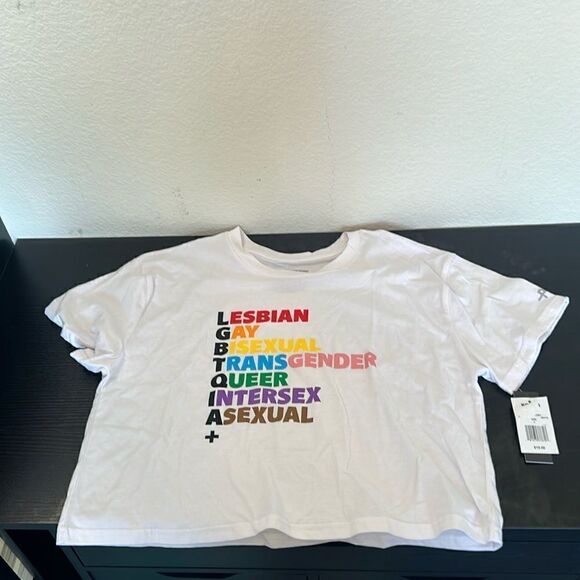 LESBIAN
GAY
BISEXUAL
TRANSGENDER
QUEER
INTERSEX
ASEXUAL
+